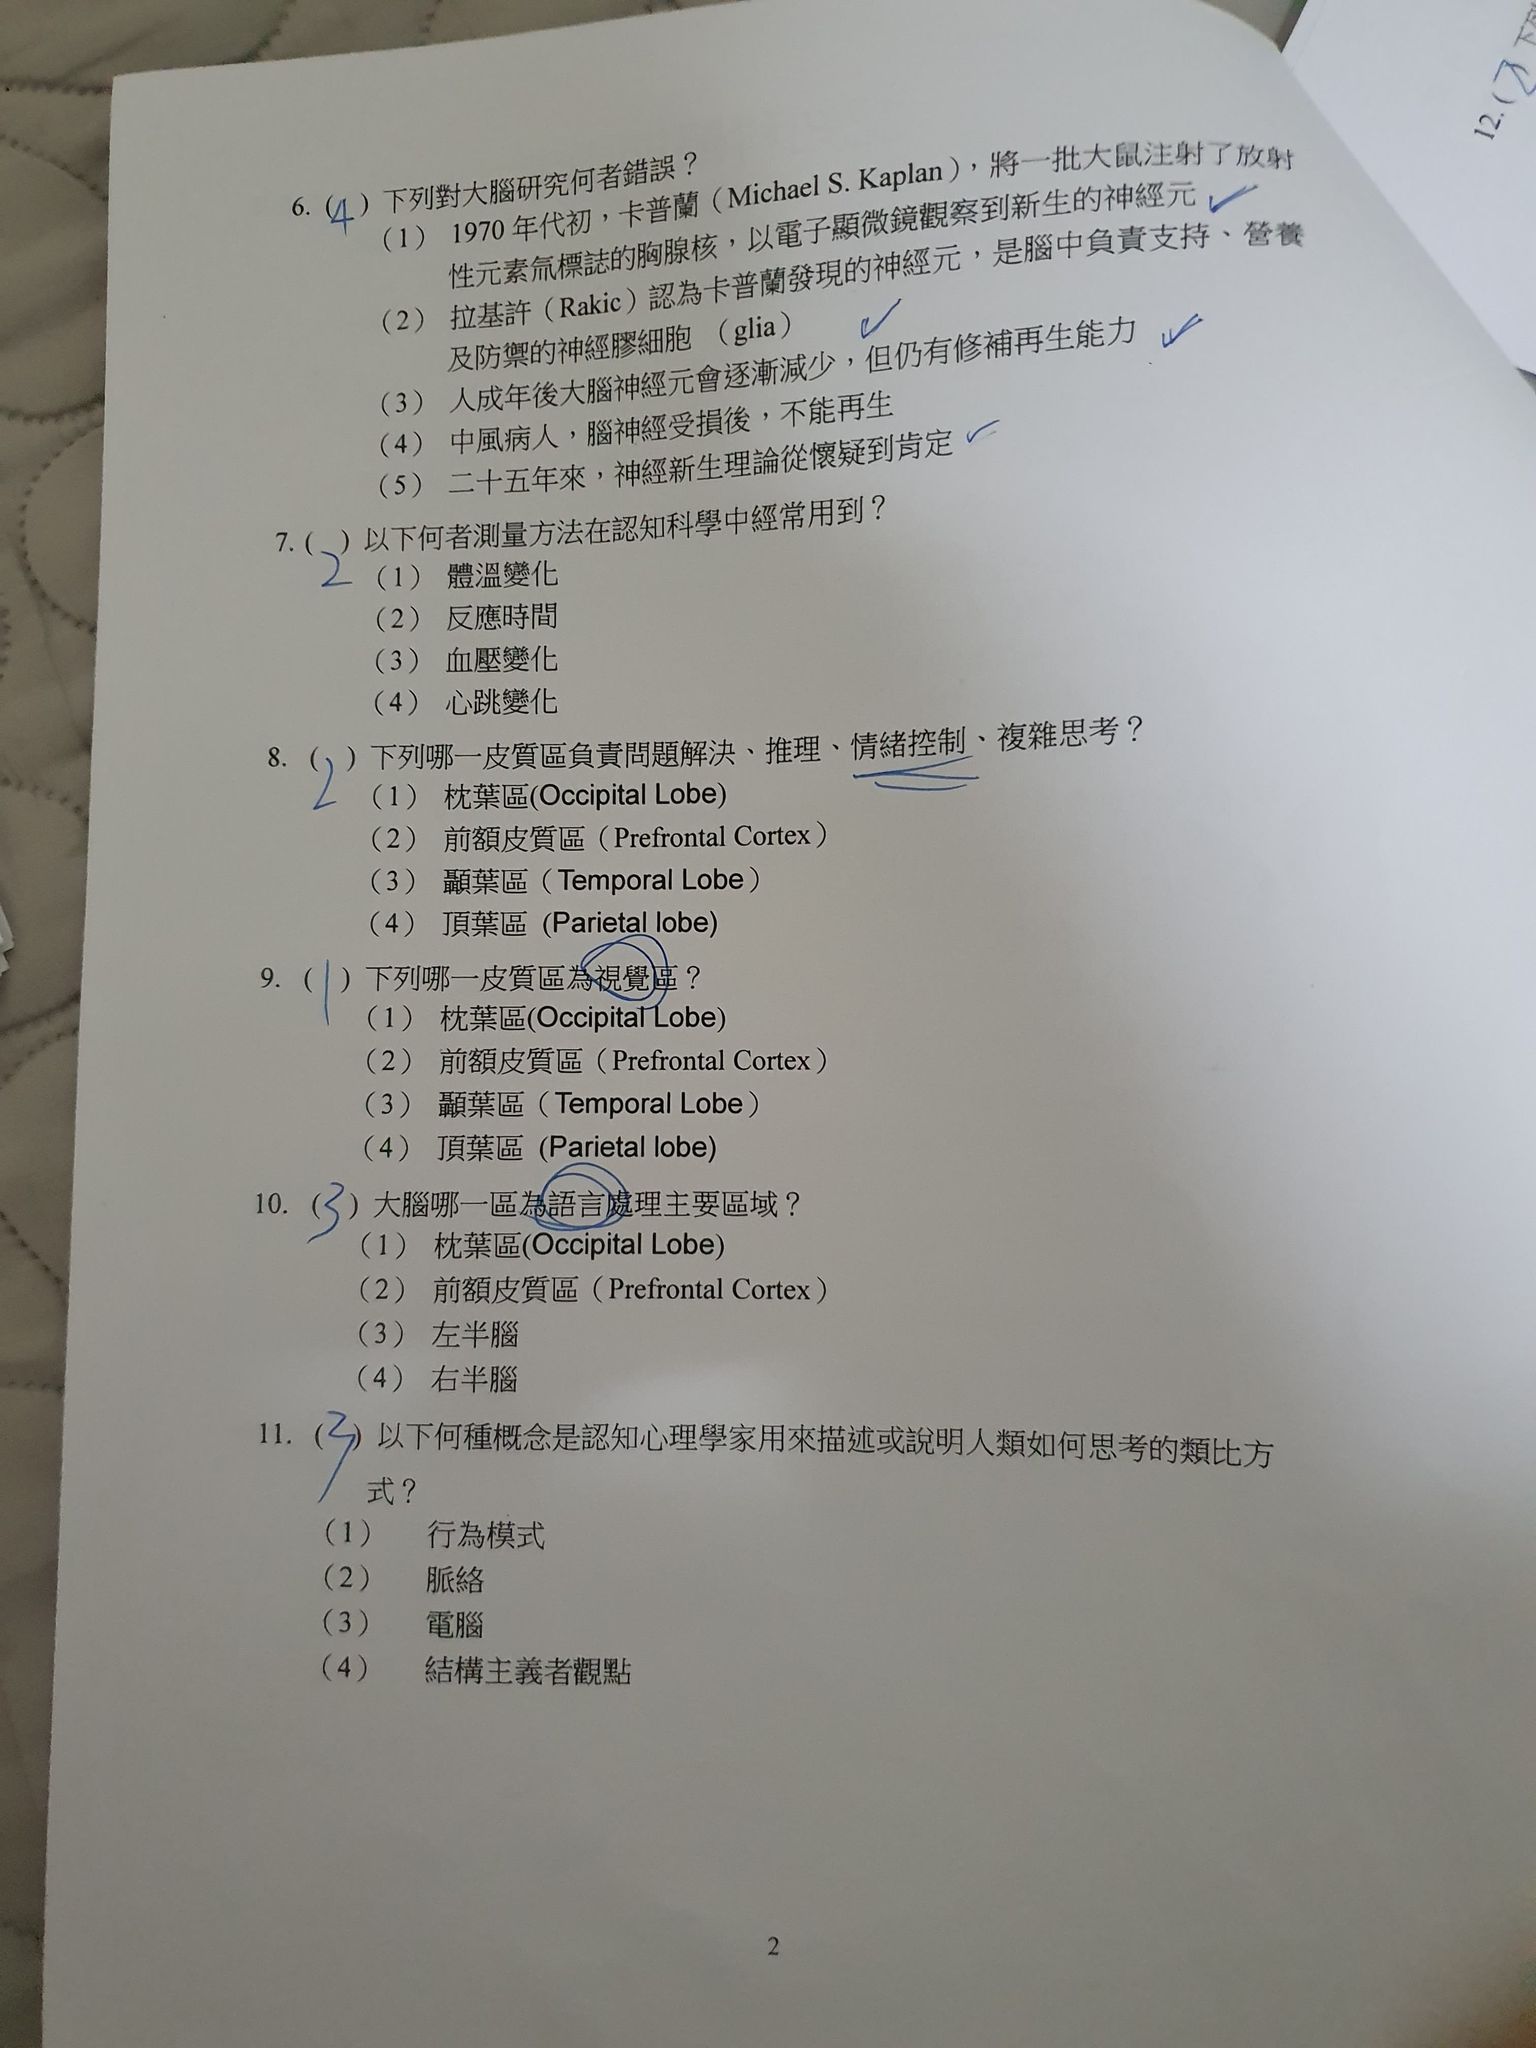 12. (
6. (4) 下列對大腦研究何者錯誤？
(1) 1970 年代初，卡普蘭（Michael S. Kaplan），將一批大鼠注射了放射
性元素氚標誌的胸腺核，以電子顯微鏡觀察到新生的神經元
(2) 拉基許（Rakic）認為卡普蘭發現的神經元，是腦中負責支持、營養
及防禦的神經膠細胞 （glia）
(3) 人成年後大腦神經元會逐漸減少，但仍有修補再生能力
(4) 中風病人，腦神經受損後，不能再生
(5) 二十五年來，神經新生理論從懷疑到肯定
7. (2) 以下何者測量方法在認知科學中經常用到？
(1) 體溫變化
(2) 反應時間
(3) 血壓變化
(4) 心跳變化
8. (2) 下列哪一皮質區負責問題解決、推理、情緒控制、複雜思考？
(1) 枕葉區(Occipital Lobe)
(2) 前額皮質區（Prefrontal Cortex）
(3) 顳葉區（Temporal Lobe）
(4) 頂葉區 (Parietal lobe)
9. (1) 下列哪一皮質區為視覺區？
(1) 枕葉區(Occipital Lobe)
(2) 前額皮質區（Prefrontal Cortex）
(3) 顳葉區（Temporal Lobe）
(4) 頂葉區 (Parietal lobe)
10. (3) 大腦哪一區為語言處理主要區域？
(1) 枕葉區(Occipital Lobe)
(2) 前額皮質區（Prefrontal Cortex）
(3) 左半腦
(4) 右半腦
11. (3) 以下何種概念是認知心理學家用來描述或說明人類如何思考的類比方
式？
(1) 行為模式
(2) 脈絡
(3) 電腦
(4) 結構主義者觀點
2